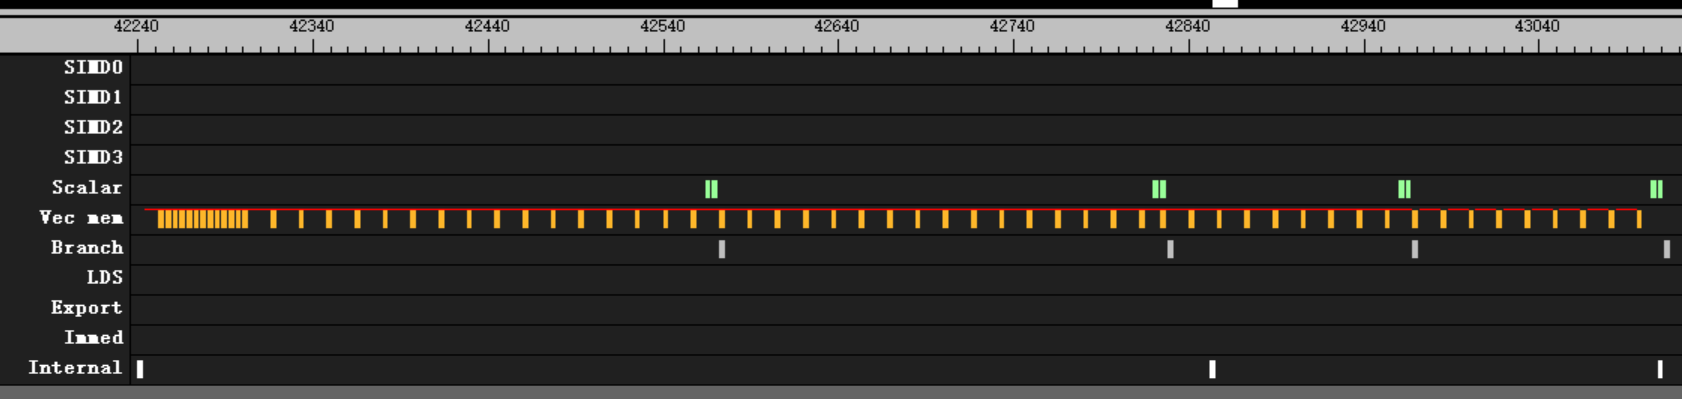 42240 42340 42440 42540 42640 42740 42840 42940 43040
SIMD0
SIMD1
SIMD2
SIMD3
Scalar
Vec mem
Branch
LDS
Export
Immed
Internal